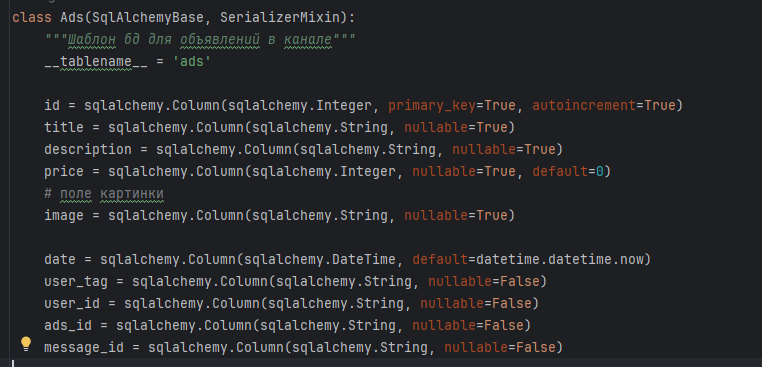 class Ads(SqlAlchemyBase, SerializerMixin):
"""Шаблон бд для объявлений в канале"""
__tablename__ = 'ads'
id = sqlalchemy.Column(sqlalchemy.Integer, primary_key=True, autoincrement=True)
title = sqlalchemy.Column(sqlalchemy.String, nullable=True)
description = sqlalchemy.Column(sqlalchemy.String, nullable=True)
price = sqlalchemy.Column(sqlalchemy.Integer, nullable=True, default=0)
# поле картинки
image = sqlalchemy.Column(sqlalchemy.String, nullable=True)
date = sqlalchemy.Column(sqlalchemy.DateTime, default=datetime.datetime.now)
user_tag = sqlalchemy.Column(sqlalchemy.String, nullable=False)
user_id = sqlalchemy.Column(sqlalchemy.String, nullable=False)
ads_id = sqlalchemy.Column(sqlalchemy.String, nullable=False)
message_id = sqlalchemy.Column(sqlalchemy.String, nullable=False)